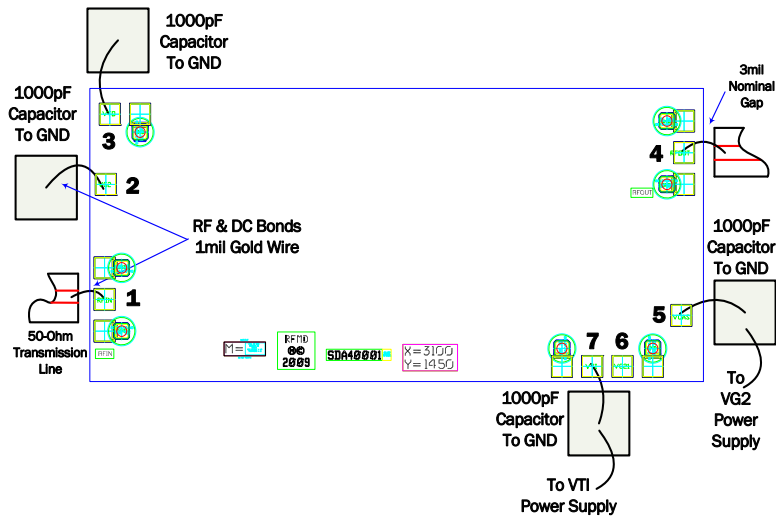 1000pF
Capacitor
To GND
1000pF
Capacitor
To GND
3
2
RF & DC Bonds
1mil Gold Wire
1
RFIN
RFIN
50-Ohm
Transmission
Line
3mil
Nominal
Gap
4
RFOUT
1000pF
Capacitor
To GND
5
7
6
M=
RFMD
®©
2009
SDA40001
X=3100
Y=1450
1000pF
Capacitor
To GND
To
VG2
Power
Supply
To VTI
Power Supply